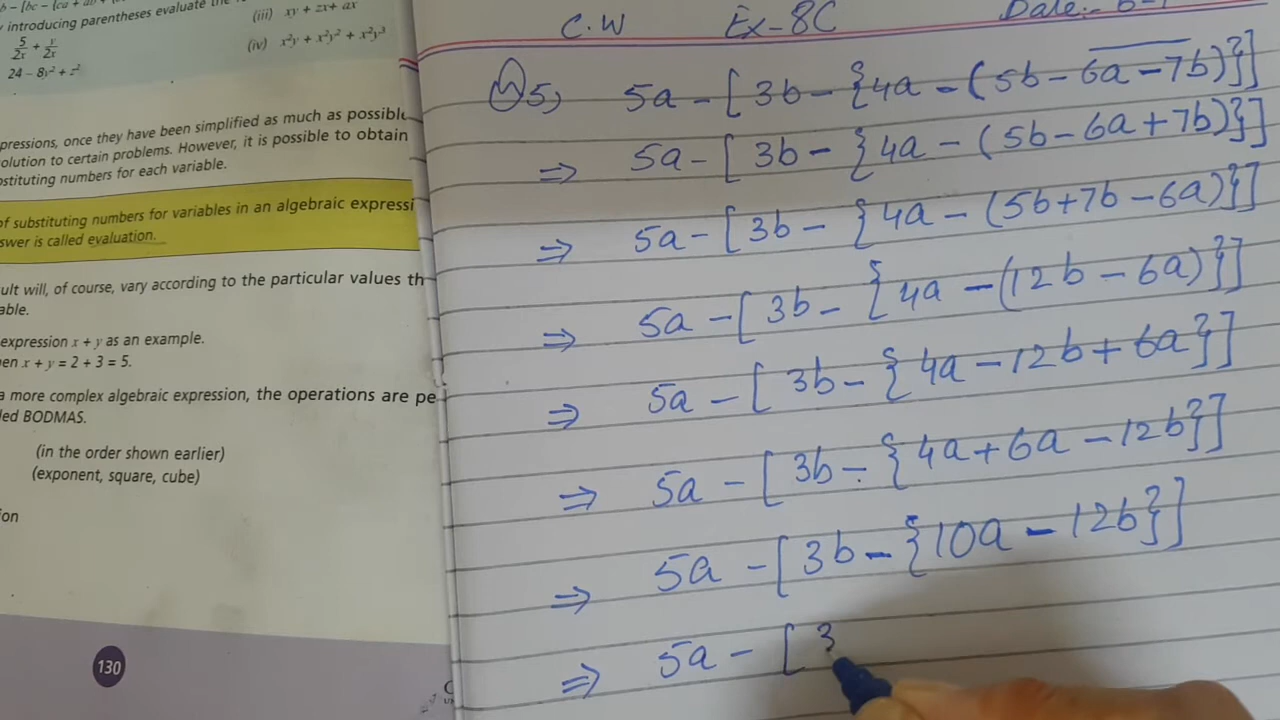 introducing parentheses evaluate the
(iii) xy + zx + ax
5/2x + y/2x
(iv) x²y + x²y² + x²y³
24 – 8y² + z²
pressions, once they have been simplified as much as possible
olution to certain problems. However, it is possible to obtain
bstituting numbers for each variable.
of substituting numbers for variables in an algebraic expressi
swer is called evaluation.
ult will, of course, vary according to the particular values th
able.
expression x + y as an example.
en x + y = 2 + 3 = 5.
a more complex algebraic expression, the operations are pe
led BODMAS.
(in the order shown earlier)
(exponent, square, cube)
ion
130
C.W Ex-8C Date:-
5) 5a - [3b - {4a - (5b - \overline{6a - 7b})}]
⇒ 5a - [3b - {4a - (5b - 6a + 7b)}]
⇒ 5a - [3b - {4a - (5b + 7b - 6a)}]
⇒ 5a - [3b - {4a - (12b - 6a)}]
⇒ 5a - [3b - {4a - 12b + 6a}]
⇒ 5a - [3b - {4a + 6a - 12b}]
⇒ 5a - [3b - {10a - 12b}]
⇒ 5a - [3